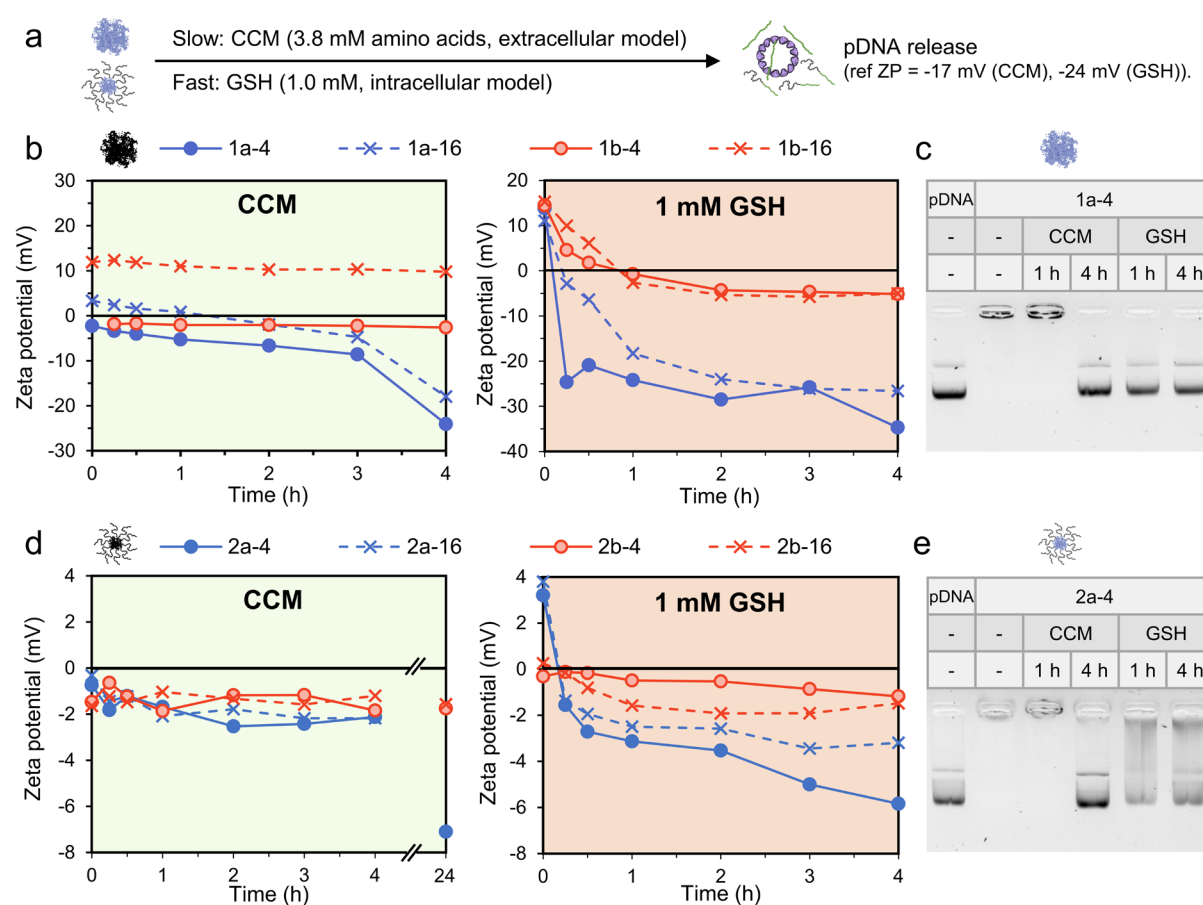 a
Slow: CCM (3.8 mM amino acids, extracellular model)
Fast: GSH (1.0 mM, intracellular model)
pDNA release
(ref ZP = -17 mV (CCM), -24 mV (GSH)).
b
1a-4 1a-16 1b-4 1b-16
CCM
Zeta potential (mV)
30
20
10
0
-10
-20
-30
0 1 2 3 4
Time (h)
1 mM GSH
Zeta potential (mV)
20
10
0
-10
-20
-30
-40
0 1 2 3 4
Time (h)
c
pDNA 1a-4
- - CCM GSH
- - 1 h 4 h 1 h 4 h
d
2a-4 2a-16 2b-4 2b-16
CCM
Zeta potential (mV)
4
2
0
-2
-4
-6
-8
0 1 2 3 4 24
Time (h)
1 mM GSH
Zeta potential (mV)
4
2
0
-2
-4
-6
-8
0 1 2 3 4
Time (h)
e
pDNA 2a-4
- - CCM GSH
- - 1 h 4 h 1 h 4 h